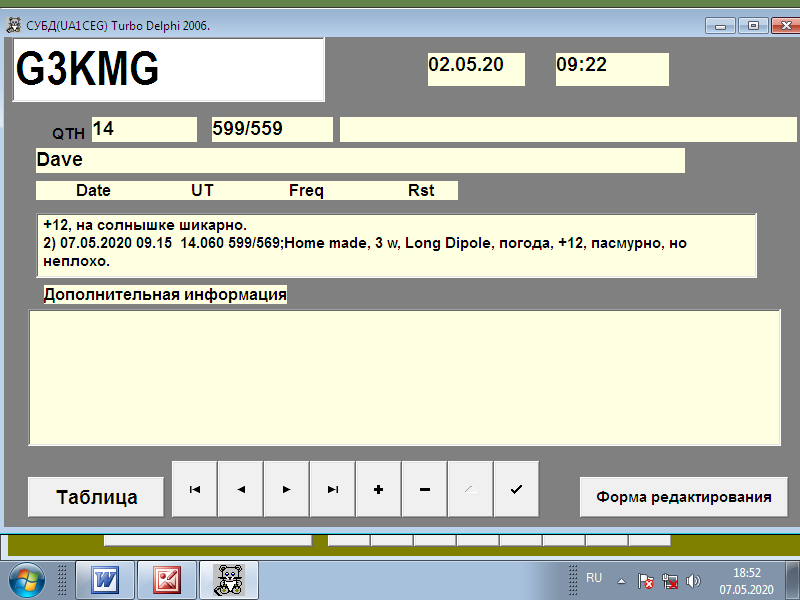 СУБД(UA1CEG) Turbo Delphi 2006.
G3KMG
02.05.20 09:22
QTH 14 599/559
Dave
Date UT Freq Rst
+12, на солнышке шикарно.
2) 07.05.2020 09.15 14.060 599/569;Home made, 3 w, Long Dipole, погода, +12, пасмурно, но
неплохо.
Дополнительная информация
Таблица
Форма редактирования
RU
18:52
07.05.2020